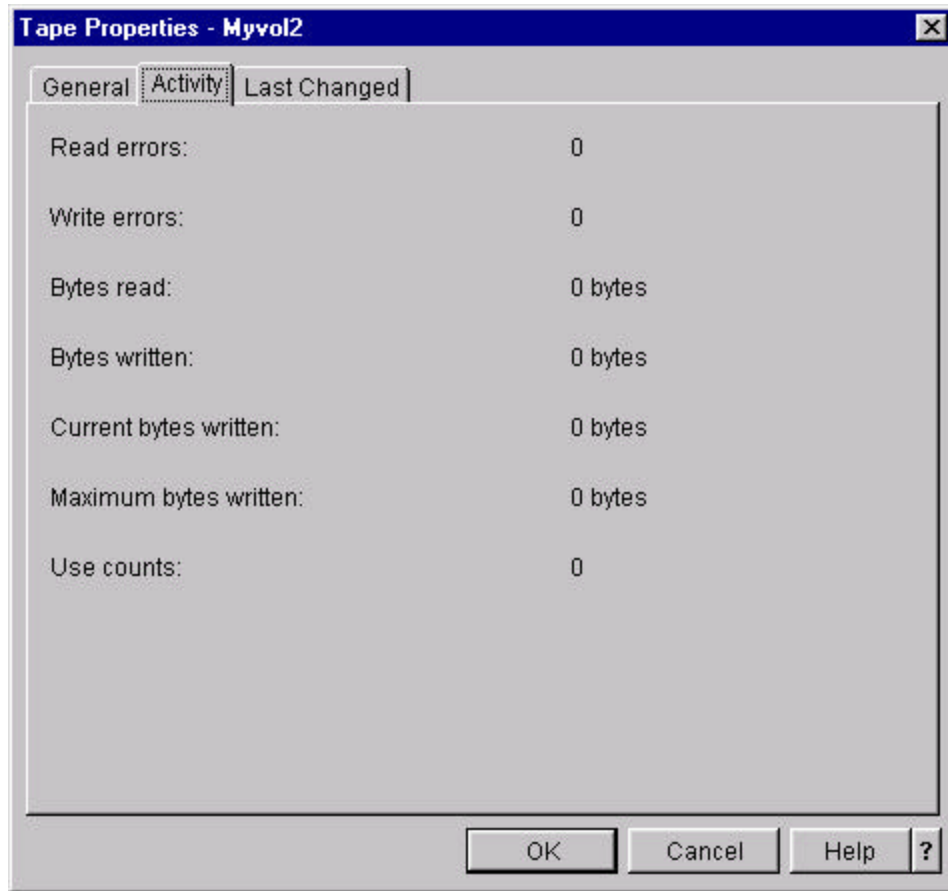 Tape Properties - Myvol2
General Activity Last Changed
Read errors: 0
Write errors: 0
Bytes read: 0 bytes
Bytes written: 0 bytes
Current bytes written: 0 bytes
Maximum bytes written: 0 bytes
Use counts: 0
OK Cancel Help ?